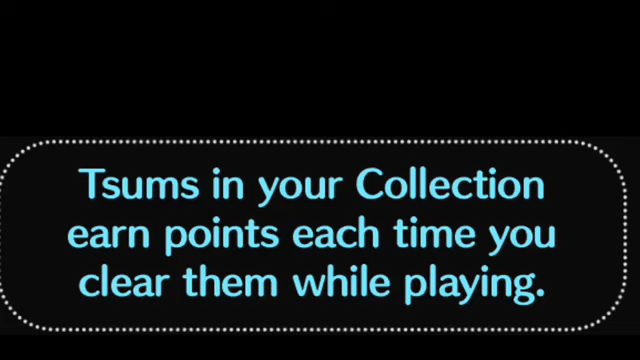 Tsums in your Collection
earn points each time you
clear them while playing.